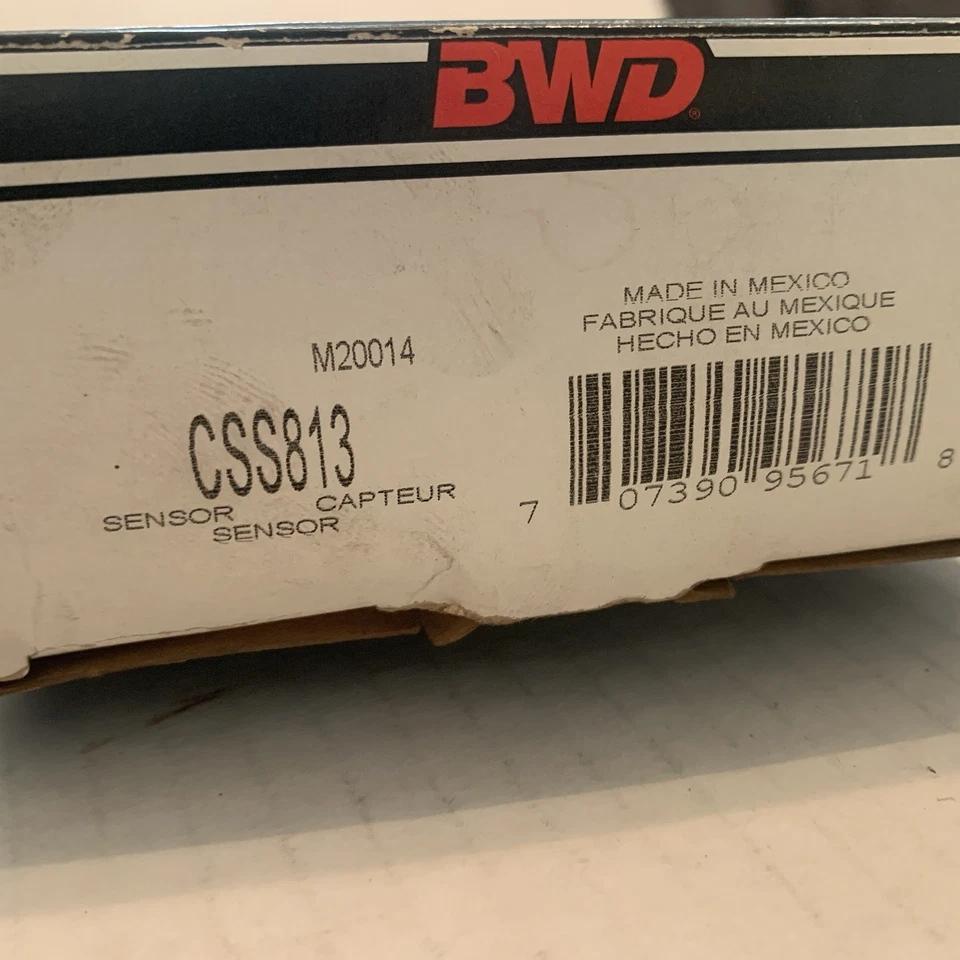 BWD®
MADE IN MEXICO
FABRIQUE AU MEXIQUE
HECHO EN MEXICO
M20014
CSS813
SENSOR CAPTEUR
SENSOR
7 07390 95671 8